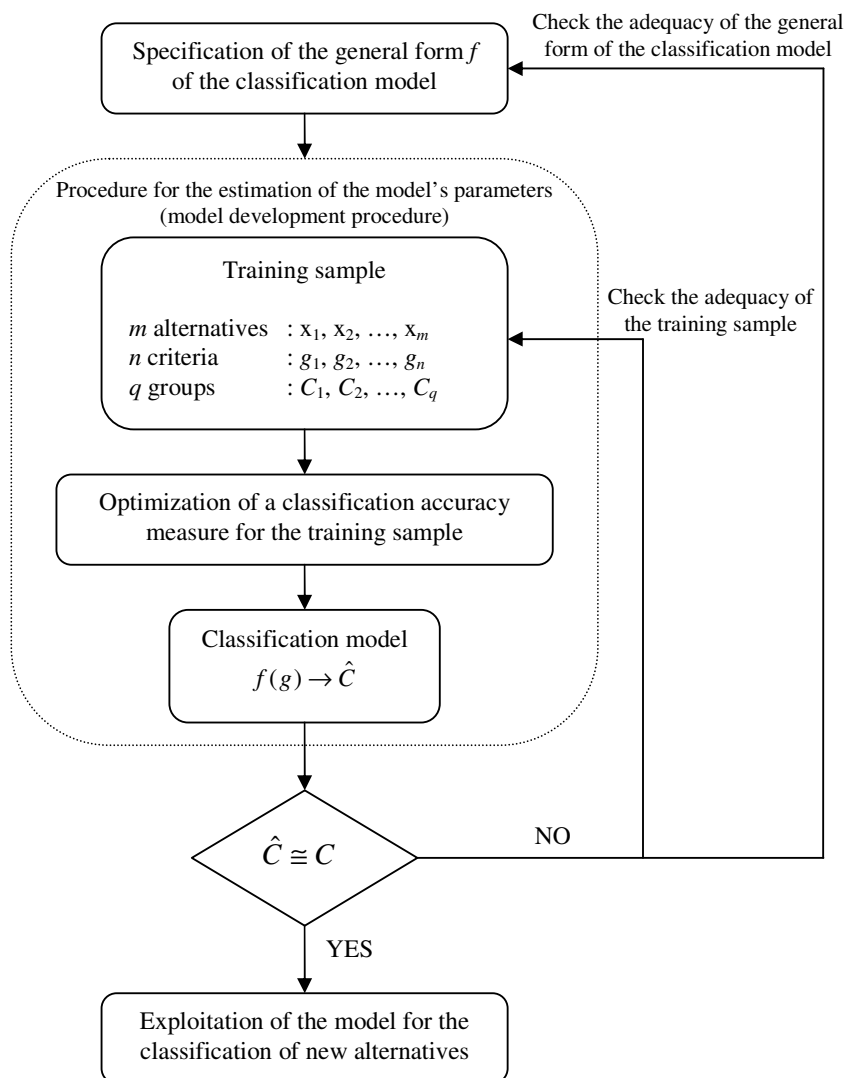 Check the adequacy of the general
form of the classification model
Specification of the general form f
of the classification model
Procedure for the estimation of the model's parameters
(model development procedure)
Training sample
m alternatives : x₁, x₂, …, xₘ
n criteria : g₁, g₂, …, gₙ
q groups : C₁, C₂, …, C_q
Check the adequacy of
the training sample
Optimization of a classification accuracy
measure for the training sample
Classification model
f(g) → Ĉ
Ĉ ≅ C
NO
YES
Exploitation of the model for the
classification of new alternatives